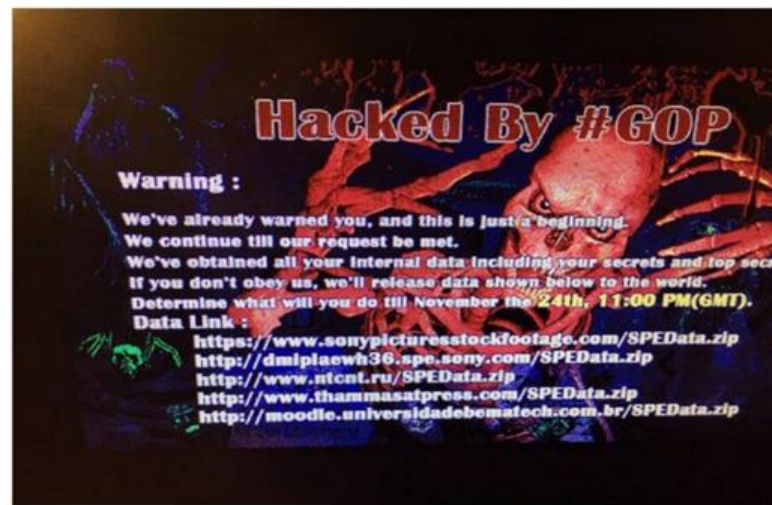 Hacked By #GOP
Warning :
We've already warned you, and this is just a beginning.
We continue till our request be met.
We've obtained all your internal data including your secrets and top secr
If you don't obey us, we'll release data shown below to the world.
Determine what will you do till November the 24th, 11:00 PM(GMT).
Data Link :
https://www.sonypicturesstockfootage.com/SPEData.zip
http://dmiplaewh36.spe.sony.com/SPEData.zip
http://www.ntcnt.ru/SPEData.zip
http://www.thammasatpress.com/SPEData.zip
http://moodle.universidadebematech.com.br/SPEData.zip